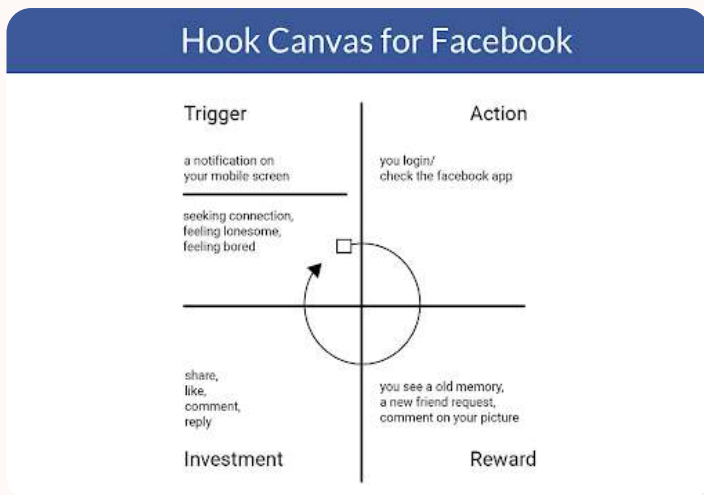 Hook Canvas for Facebook
Trigger
a notification on
your mobile screen
seeking connection,
feeling lonesome,
feeling bored
Action
you login/
check the facebook app
share,
like,
comment,
reply
Investment
you see a old memory,
a new friend request,
comment on your picture
Reward